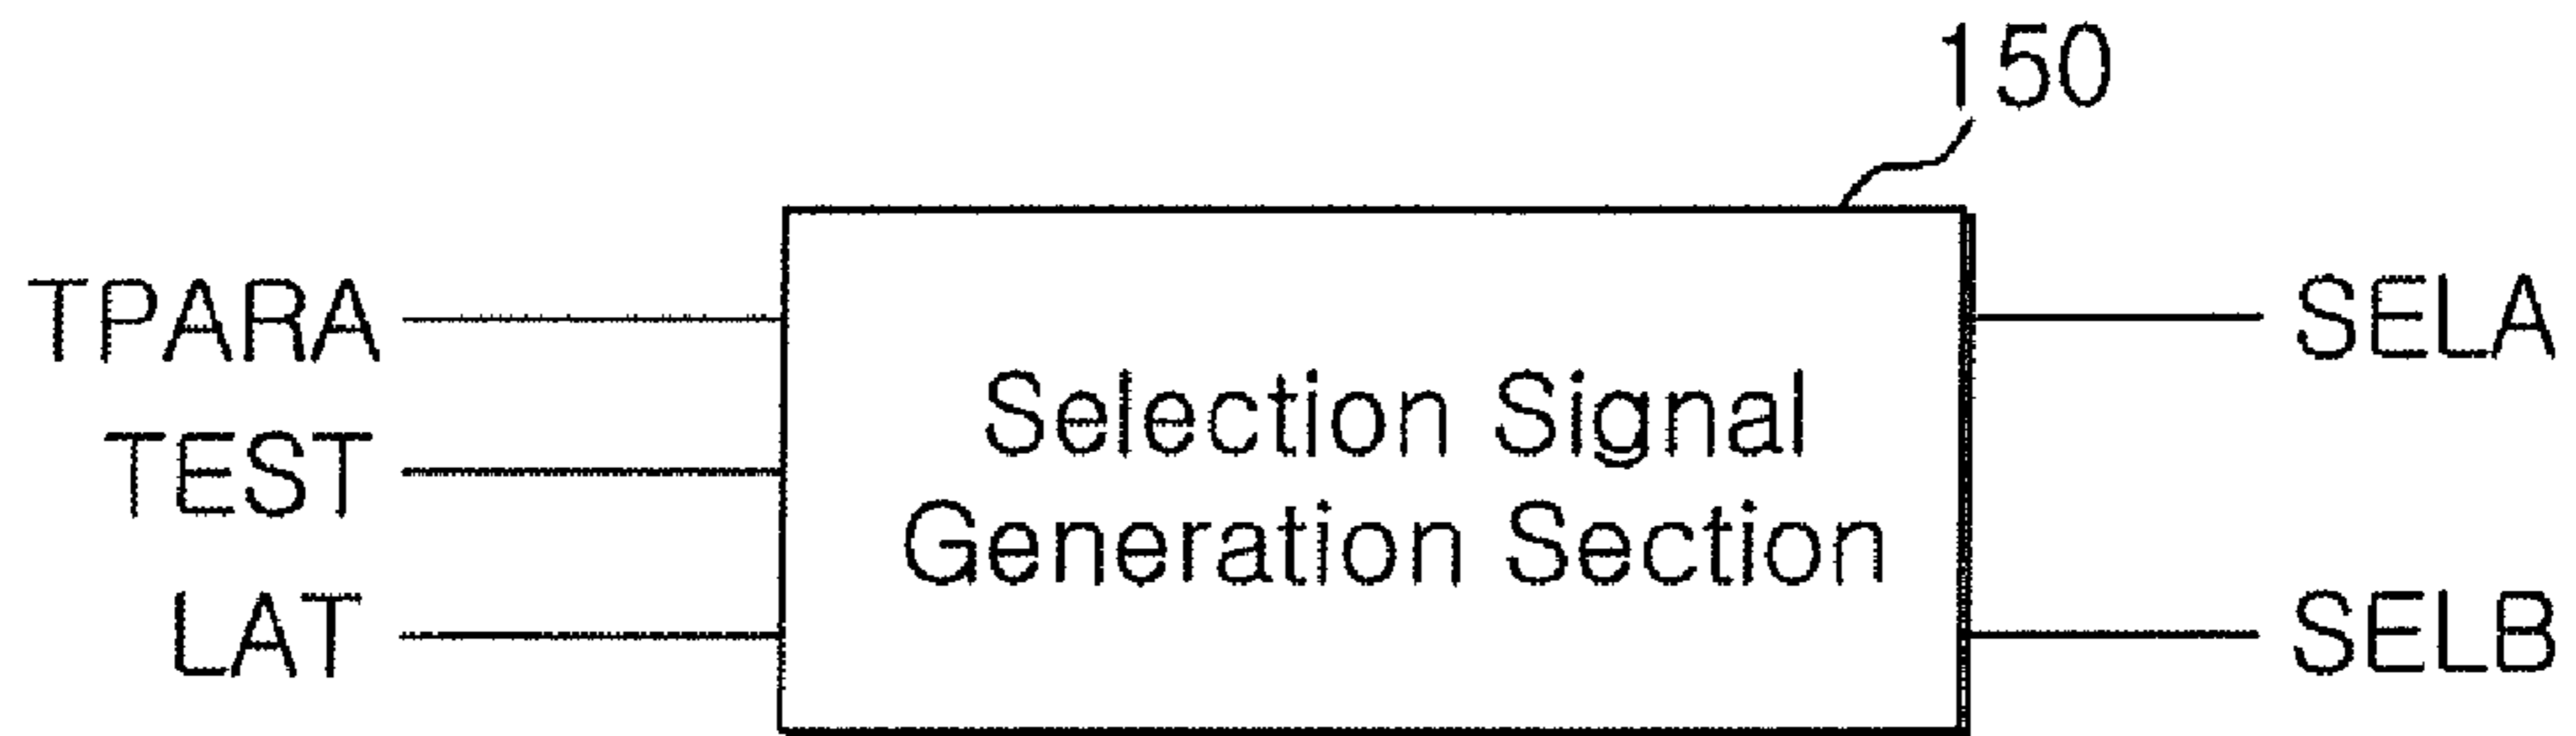 150
TPARA
SELA
Selection Signal
TEST
Generation Section
LAT
SELB